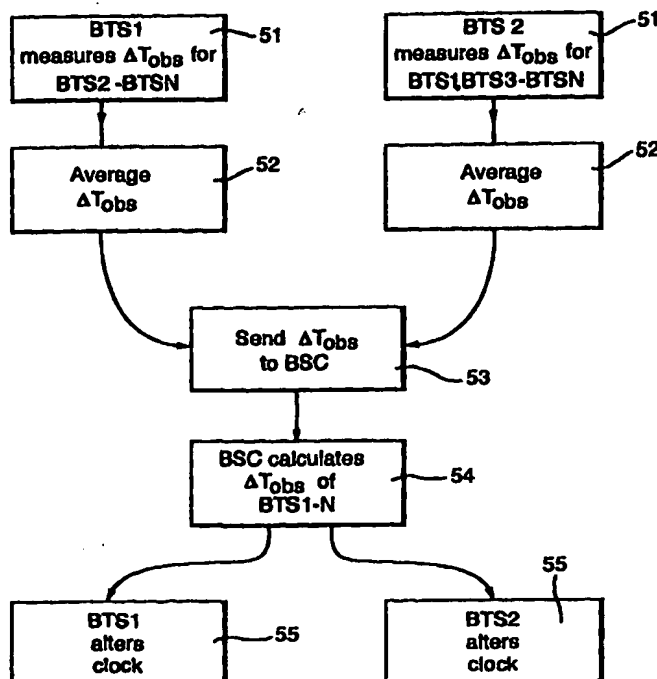 BTS1
measures ΔTobs for
BTS2 -BTSN
51
BTS 2
measures ΔTobs for
BTS1,BTS3-BTSN
51
Average
ΔTobs
52
Average
ΔTobs
52
Send ΔTobs
to BSC
53
BSC calculates
ΔTobs of
BTS1-N
54
BTS1
alters
clock
55
BTS2
alters
clock
55